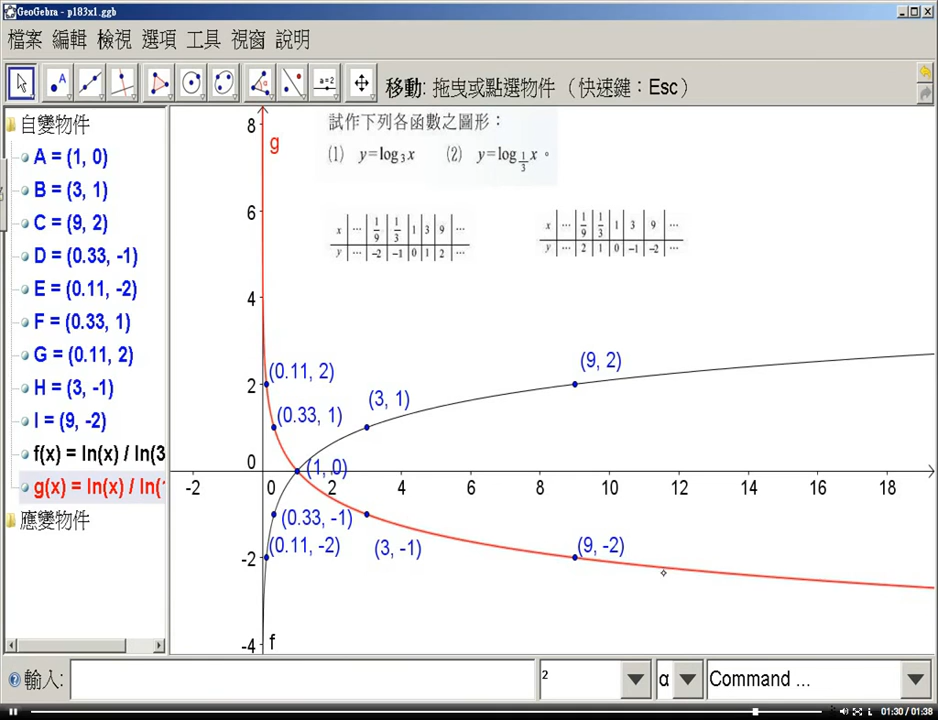 GeoGebra - p183x1.ggb
檔案 編輯 檢視 選項 工具 視窗 說明
A a=2 移動: 拖曳或點選物件 (快速鍵：Esc)
自變物件
A = (1, 0)
B = (3, 1)
C = (9, 2)
D = (0.33, -1)
E = (0.11, -2)
F = (0.33, 1)
G = (0.11, 2)
H = (3, -1)
I = (9, -2)
f(x) = ln(x) / ln(3
g(x) = ln(x) / ln(
應變物件
試作下列各函數之圖形：
(1) y=log₃x (2) y=log_{1/3} x。
x … 1/9 1/3 1 3 9 …
y … −2 −1 0 1 2 …
x … 1/9 1/3 1 3 9 …
y … 2 1 0 −1 −2 …
g
8
6
4
2
0
-2
-4
-2 0 2 4 6 8 10 12 14 16 18
(0.11, 2)
(0.33, 1)
(3, 1)
(9, 2)
(1, 0)
(0.33, -1)
(0.11, -2)
(3, -1)
(9, -2)
f
輸入: 2 α Command ...
01:30 / 01:38